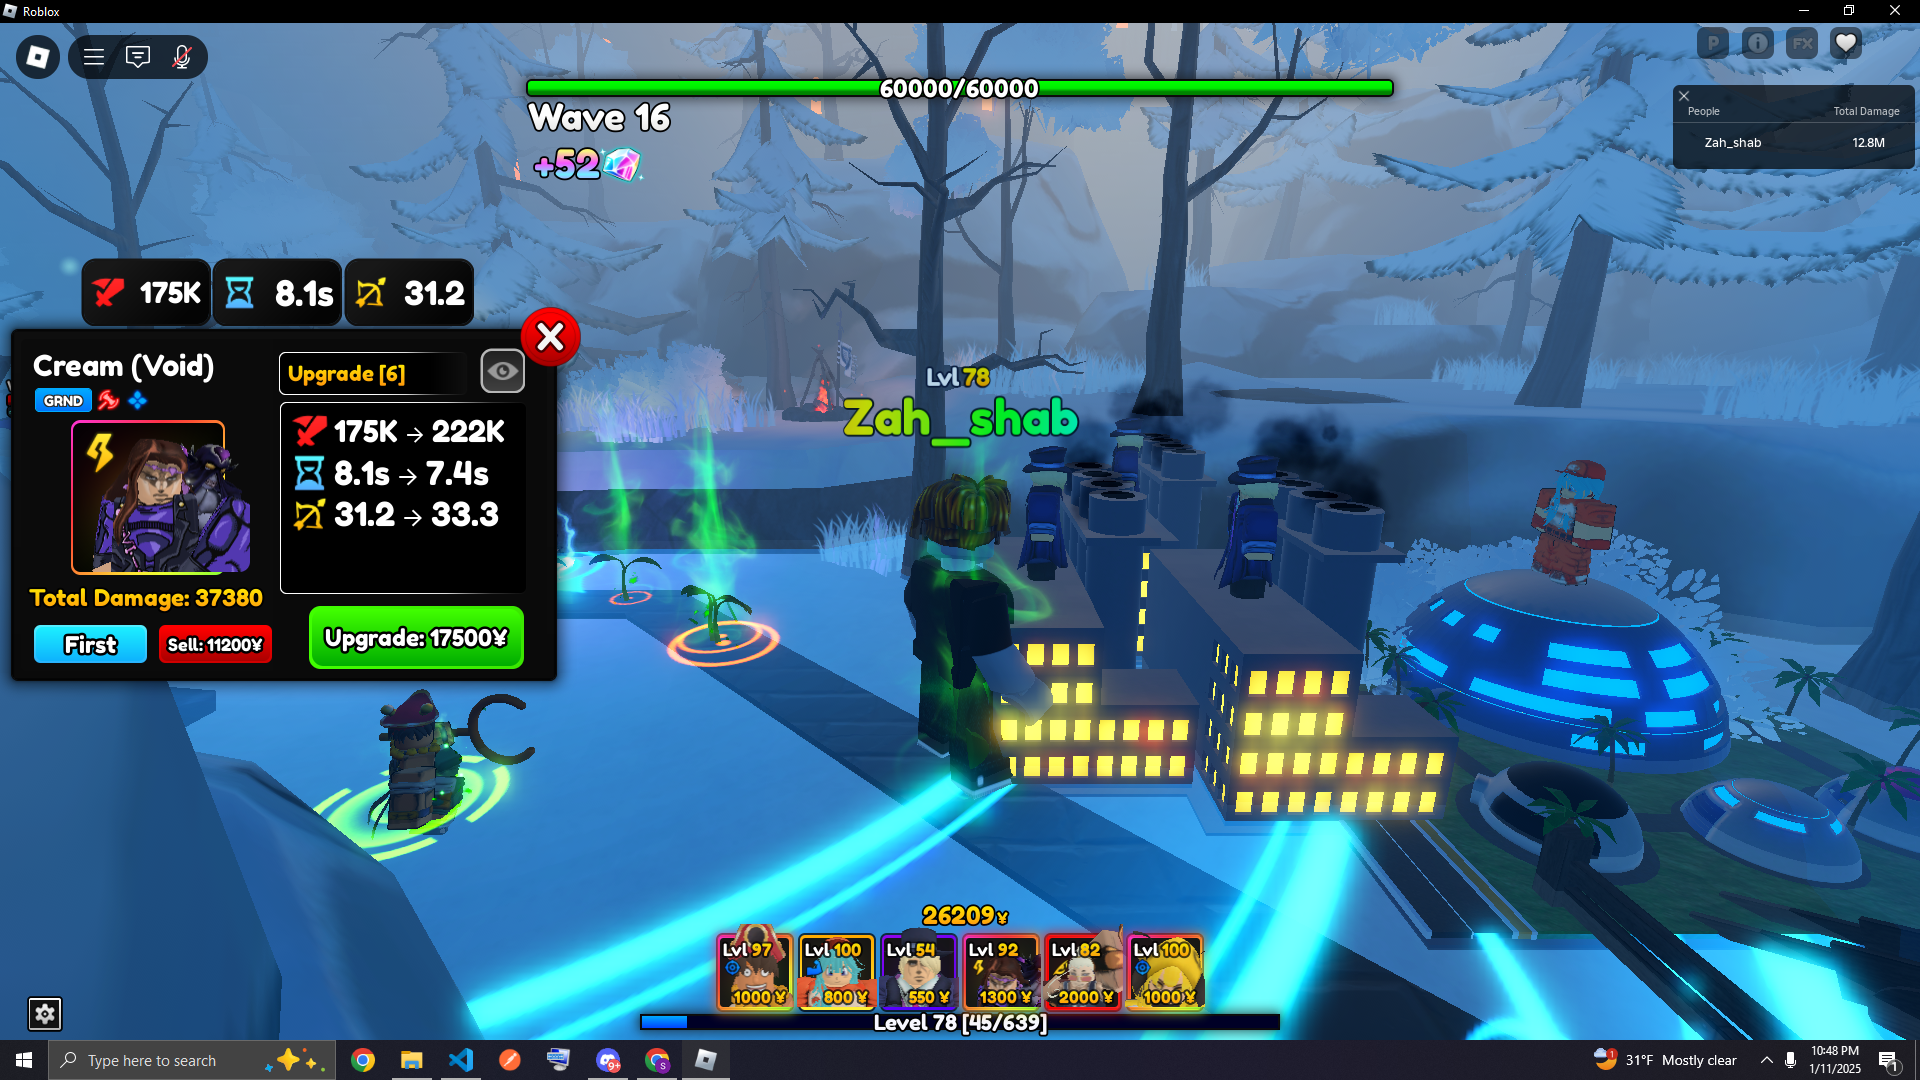 Roblox
60000/60000
Wave 16
+52
P
FX
People Total Damage
Zah_shab 12.8M
175K 8.1s 31.2
Cream (Void)
GRND
Upgrade [6]
175K → 222K
8.1s → 7.4s
31.2 → 33.3
Total Damage: 37380
First
Sell: 11200¥
Upgrade: 17500¥
Lvl 78
Zah__shab
26209¥
Lvl 97 Lvl 100 Lvl 54 Lvl 92 Lvl 82 Lvl 100
1000 ¥ 800 ¥ 550 ¥ 1300 ¥ 2000 ¥ 1000 ¥
Level 78 [45/639]
Type here to search
9+
S
1
31°F Mostly clear
10:48 PM
1/11/2025
1